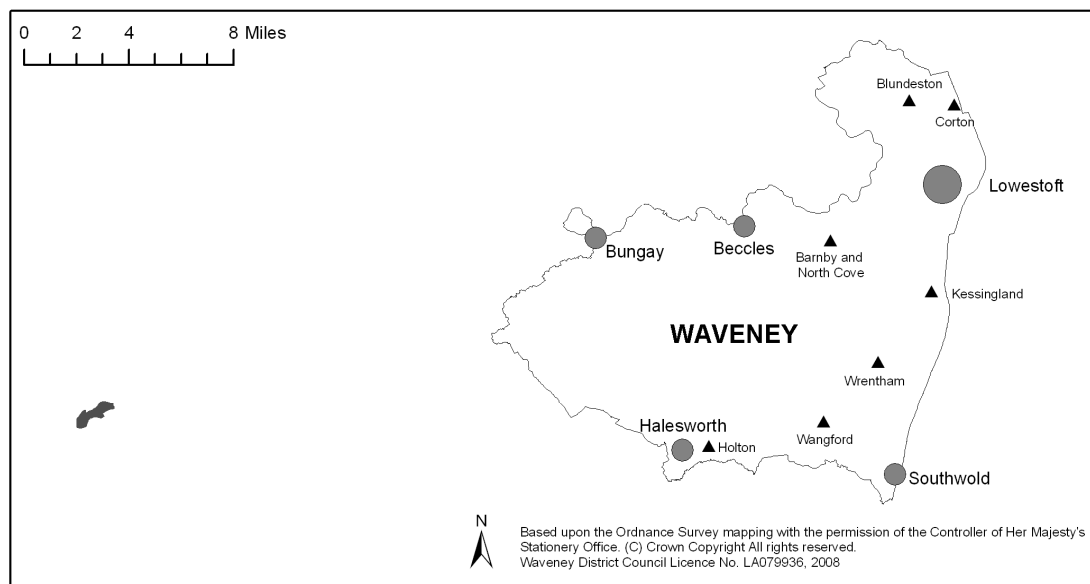 0 2 4 8 Miles
Blundeston
Corton
Lowestoft
Bungay
Beccles
Barnby and
North Cove
Kessingland
WAVENEY
Wrentham
Halesworth
Holton
Wangford
Southwold
N
Based upon the Ordnance Survey mapping with the permission of the Controller of Her Majesty's
Stationery Office. (C) Crown Copyright All rights reserved.
Waveney District Council Licence No. LA079936, 2008